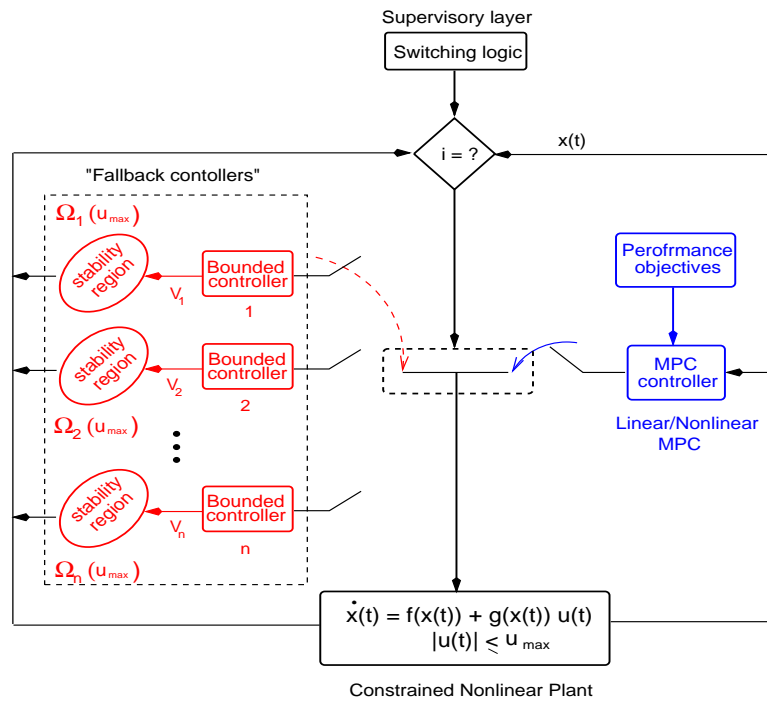 Supervisory layer
Switching logic
i = ?
x(t)
"Fallback contollers"
Ω1 (umax)
stability region
V1
Bounded controller
1
Perofrmance objectives
stability region
V2
Bounded controller
2
MPC controller
Ω2 (umax)
Linear/Nonlinear MPC
stability region
Vn
Bounded controller
n
Ωn (umax)
ẋ(t) = f(x(t)) + g(x(t)) u(t)
|u(t)| ≤ umax
Constrained Nonlinear Plant